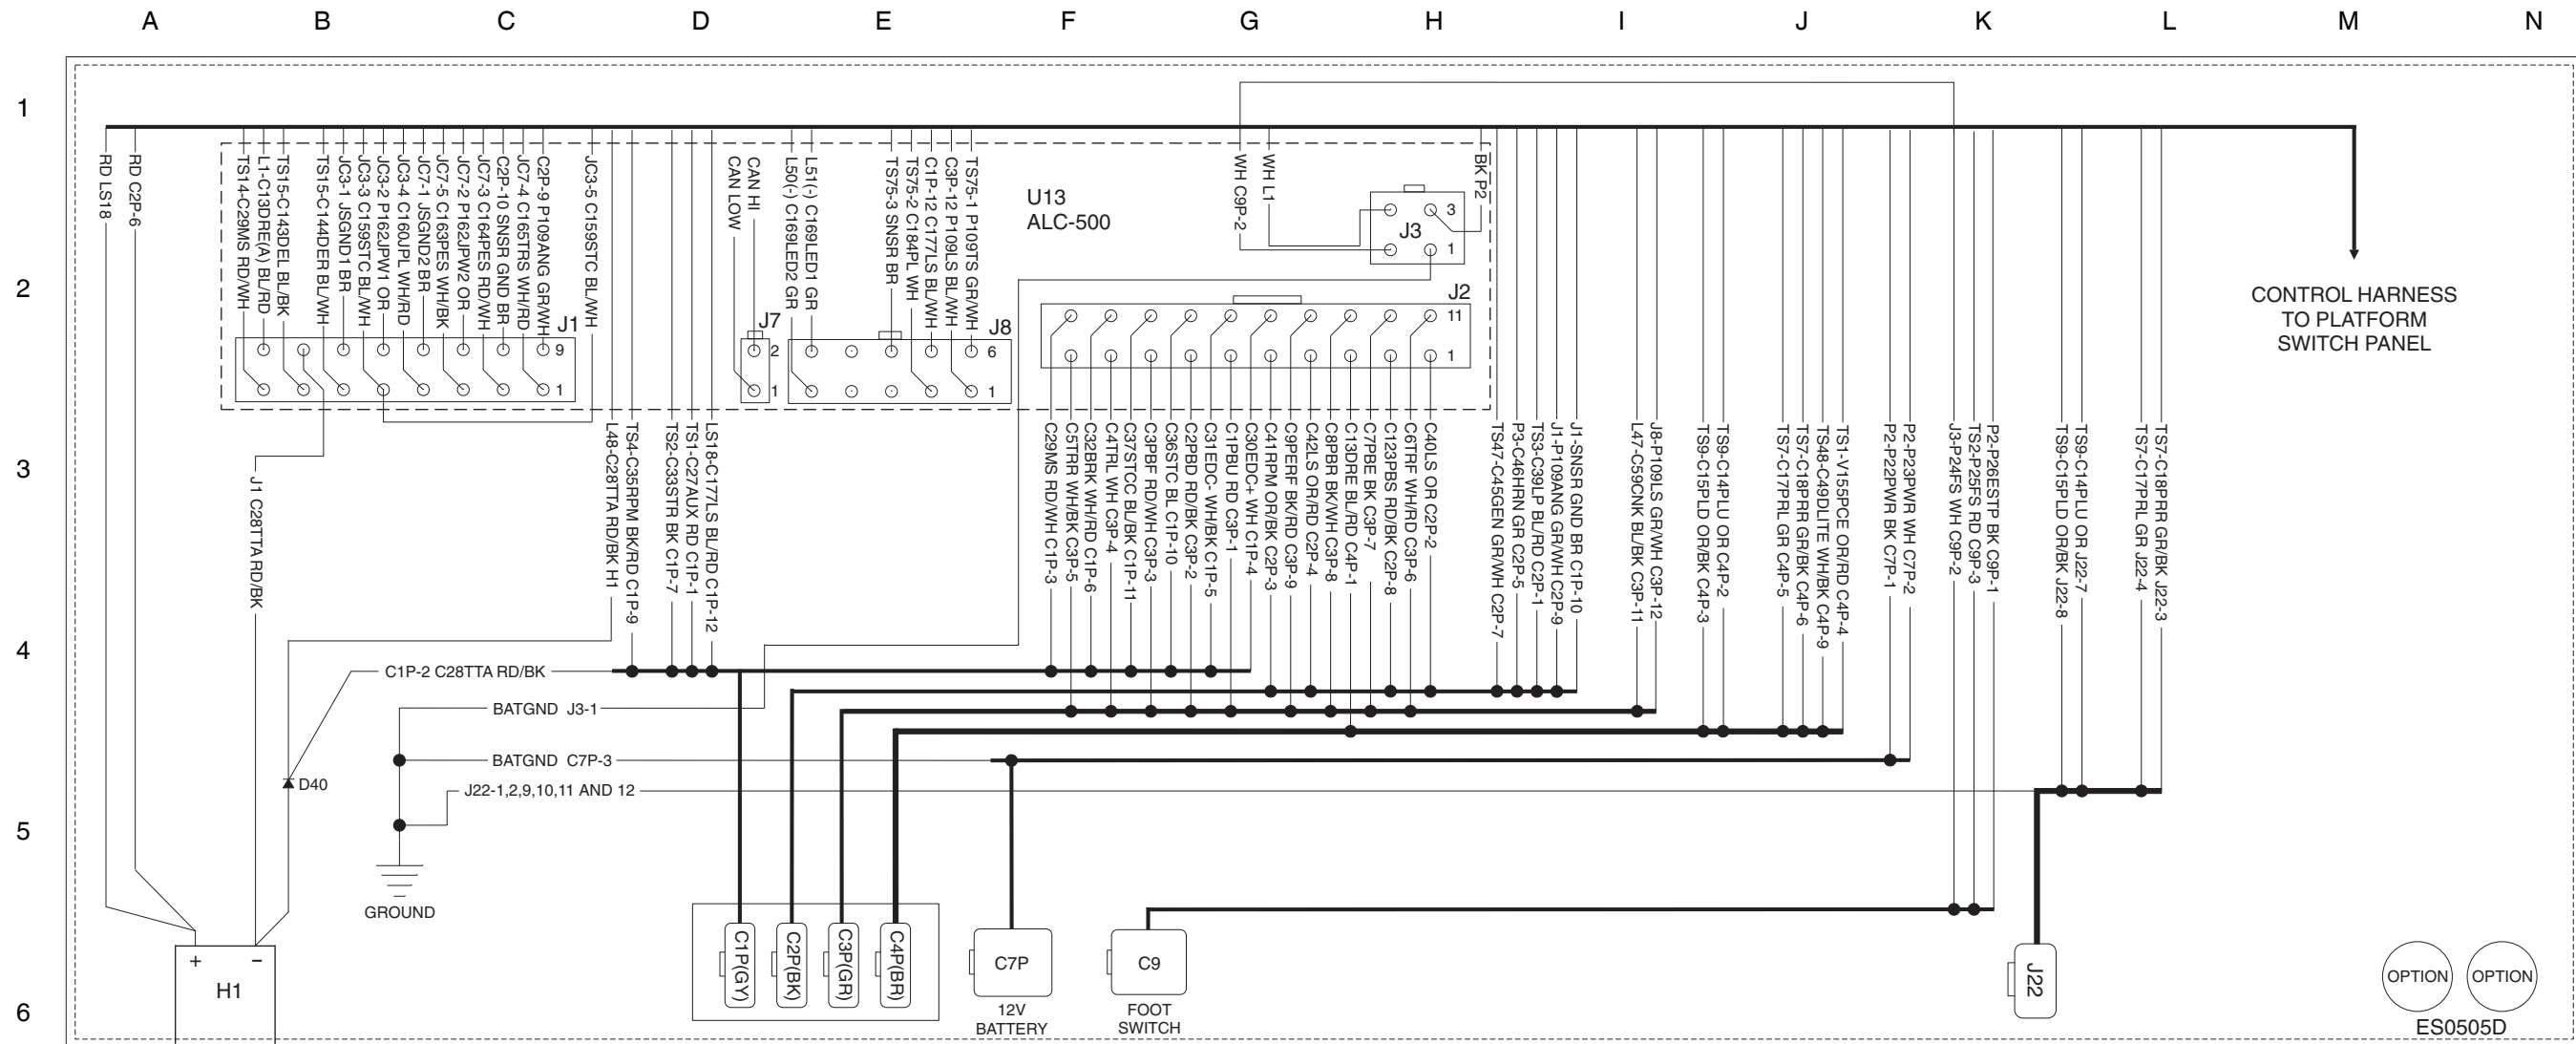 A B C D E F G H I J K L M N
1
2
3
4
5
6
RD LS18
RD C2P-6
TS14-C29MS RD/WH
L1-C13DRE(A) BL/RD
TS15-C143DEL BL/BK
TS15-C144DER BL/WH
JC3-1 JSGND1 BR
JC3-3 C159STC BL/WH
JC3-2 P162JPW1 OR
JC3-4 C160JPL WH/RD
JC7-1 JSGND2 BR
JC7-5 C163PES WH/BK
JC7-2 P162JPW2 OR
JC7-3 C164PES RD/WH
C2P-10 SNSR GND BR
JC7-4 C165TRS WH/RD
C2P-9 P109ANG GR/WH
JC3-5 C159STC BL/WH
CAN LOW
CAN HI
L50(-) C169LED2 GR
L51(-) C169LED1 GR
TS75-3 SNSR BR
TS75-2 C184PL WH
C1P-12 C177LS BL/WH
C3P-12 P109LS BL/WH
TS75-1 P109TS GR/WH
U13
ALC-500
WH C9P-2
WH L1
BK P2
J3
3
1
J1
9
1
J7
2
1
J8
6
1
J2
11
1
CONTROL HARNESS
TO PLATFORM
SWITCH PANEL
J1 C28TTA RD/BK
L48-C28TTA RD/BK H1
TS4-C35RPM BK/RD C1P-9
TS2-C33STR BK C1P-7
TS1-C27AUX RD C1P-1
LS18-C177LS BL/RD C1P-12
C29MS RD/WH C1P-3
C5TRR WH/BK C3P-5
C32BRK WH/RD C1P-6
C4TRL WH C3P-4
C37STCC BL/BK C1P-11
C3PBF RD/WH C3P-3
C36STC BL C1P-10
C2PBD RD/BK C3P-2
C31EDC- WH/BK C1P-5
C1PBU RD C3P-1
C30EDC+ WH C1P-4
C41RPM OR/BK C2P-3
C9PERF BK/RD C3P-9
C42LS OR/RD C2P-4
C8PBR BK/WH C3P-8
C13DRE BL/RD C4P-1
C7PBE BK C3P-7
C123PBS RD/BK C2P-8
C6TRF WH/RD C3P-6
C40LS OR C2P-2
TS47-C45GEN GR/WH C2P-7
P3-C46HRN GR C2P-5
TS3-C39LP BL/RD C2P-1
J1-P109ANG GR/WH C2P-9
J1-SNSR GND BR C1P-10
L47-C59CNK BL/BK C3P-11
J8-P109LS GR/WH C3P-12
TS9-C15PLD OR/BK C4P-3
TS9-C14PLU OR C4P-2
TS7-C17PRL GR C4P-5
TS7-C18PRR GR/BK C4P-6
TS48-C49DLITE WH/BK C4P-9
TS1-V155PCE OR/RD C4P-4
P2-P22PWR BK C7P-1
P2-P23PWR WH C7P-2
J3-P24FS WH C9P-2
TS2-P25FS RD C9P-3
P2-P26ESTP BK C9P-1
TS9-C15PLD OR/BK J22-8
TS9-C14PLU OR J22-7
TS7-C17PRL GR J22-4
TS7-C18PRR GR/BK J22-3
C1P-2 C28TTA RD/BK
BATGND J3-1
BATGND C7P-3
D40
J22-1,2,9,10,11 AND 12
GROUND
+ −
H1
C1P(GY)
C2P(BK)
C3P(GR)
C4P(BR)
C7P
12V
BATTERY
C9
FOOT
SWITCH
J22
OPTION OPTION
ES0505D